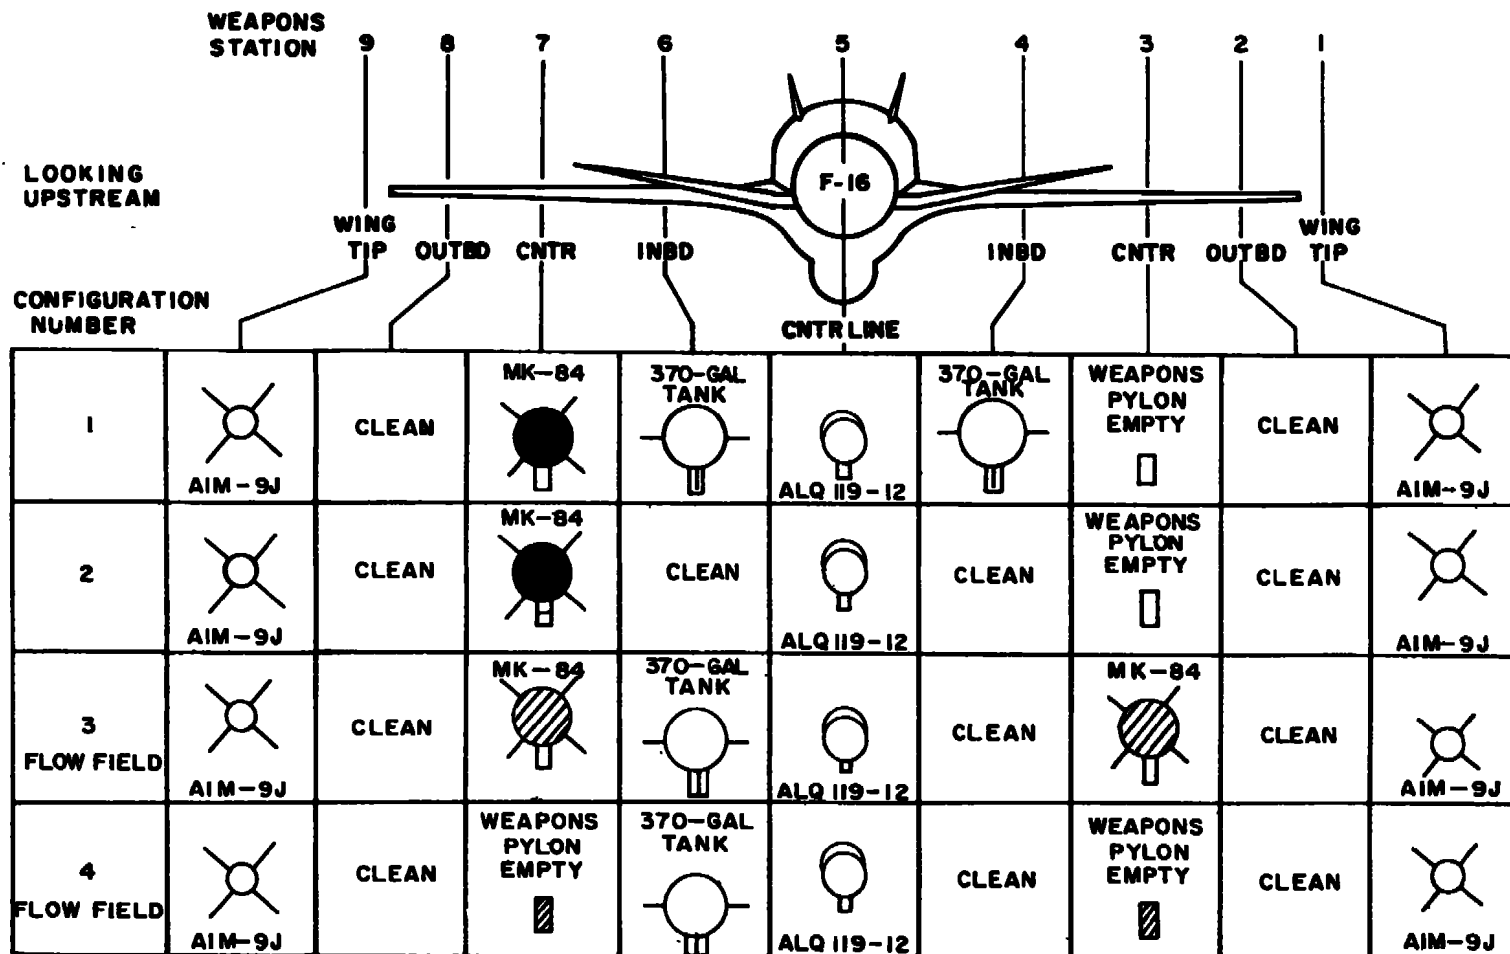 WEAPONS
STATION 9 8 7 6 5 4 3 2 1
LOOKING
UPSTREAM
F-16
WING
TIP OUTBD CNTR INBD INBD CNTR OUTBD WING
TIP
CONFIGURATION
NUMBER
CNTRLINE
1
AIM-9J
CLEAN
MK-84
370-GAL
TANK
ALQ 119-12
370-GAL
TANK
WEAPONS
PYLON
EMPTY
CLEAN
AIM-9J
2
AIM-9J
CLEAN
MK-84
CLEAN
ALQ 119-12
CLEAN
WEAPONS
PYLON
EMPTY
CLEAN
AIM-9J
3
FLOW FIELD
AIM-9J
CLEAN
MK-84
370-GAL
TANK
ALQ 119-12
CLEAN
MK-84
CLEAN
AIM-9J
4
FLOW FIELD
AIM-9J
CLEAN
WEAPONS
PYLON
EMPTY
370-GAL
TANK
ALQ 119-12
CLEAN
WEAPONS
PYLON
EMPTY
CLEAN
AIM-9J